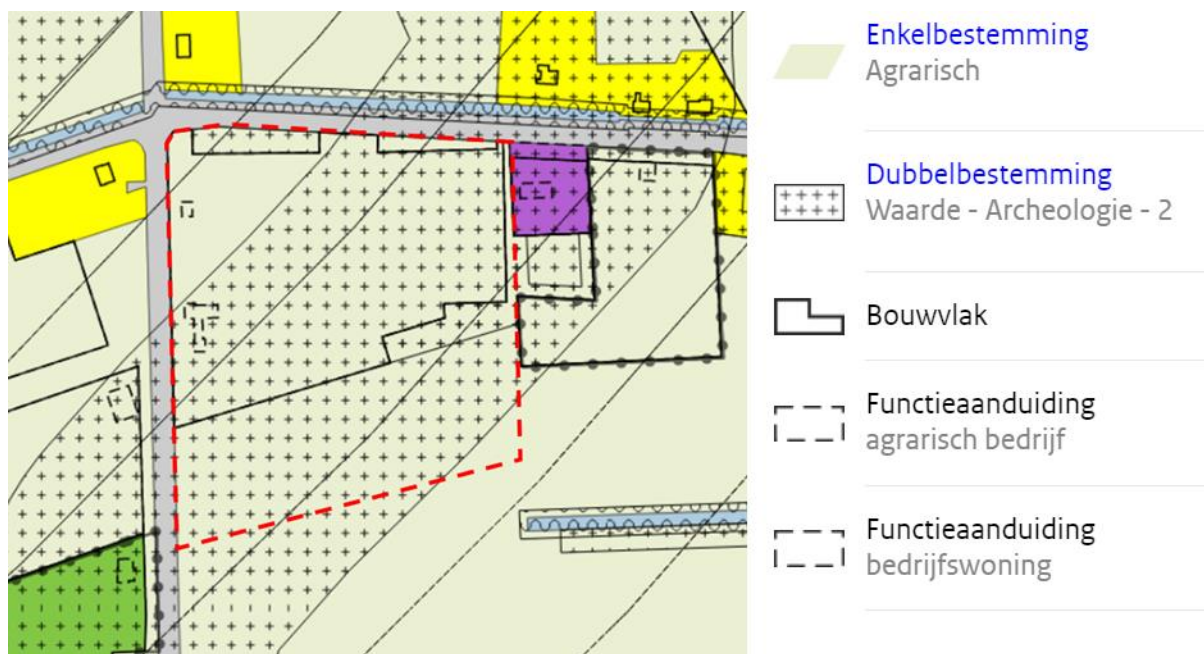 Enkelbestemming
Agrarisch
Dubbelbestemming
Waarde - Archeologie - 2
Bouwvlak
Functieaanduiding
agrarisch bedrijf
Functieaanduiding
bedrijfswoning